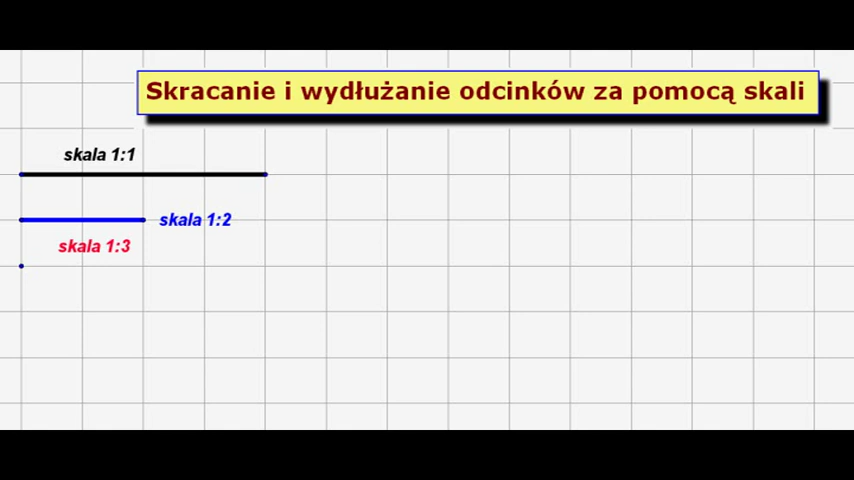 Skracanie i wydłużanie odcinków za pomocą skali
skala 1:1
skala 1:2
skala 1:3